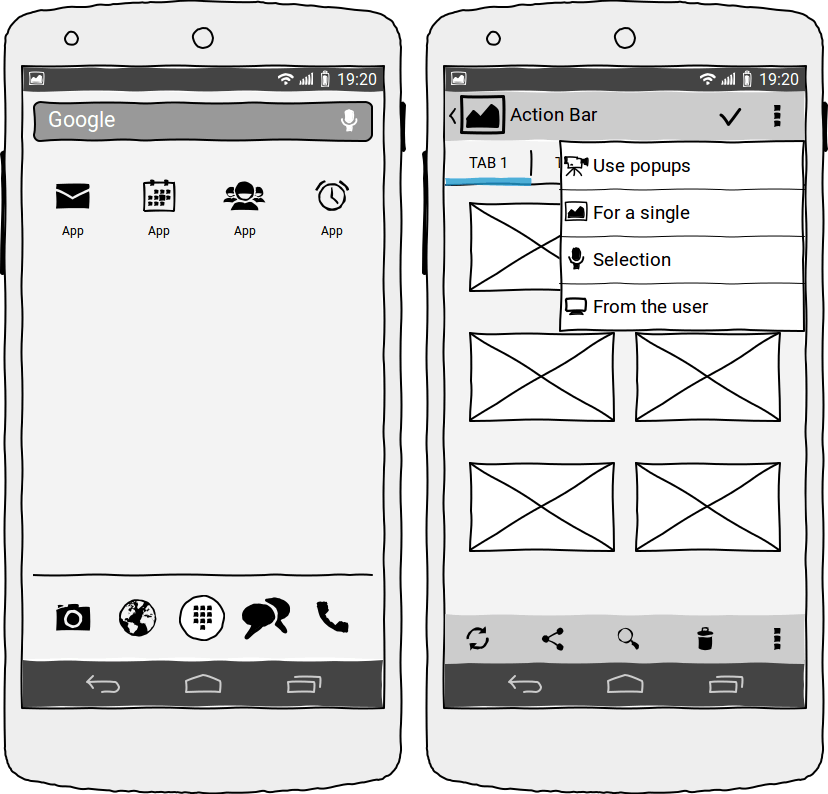 19:20
Google
App
App
App
App
19:20
Action Bar
TAB 1
Use popups
For a single
Selection
From the user